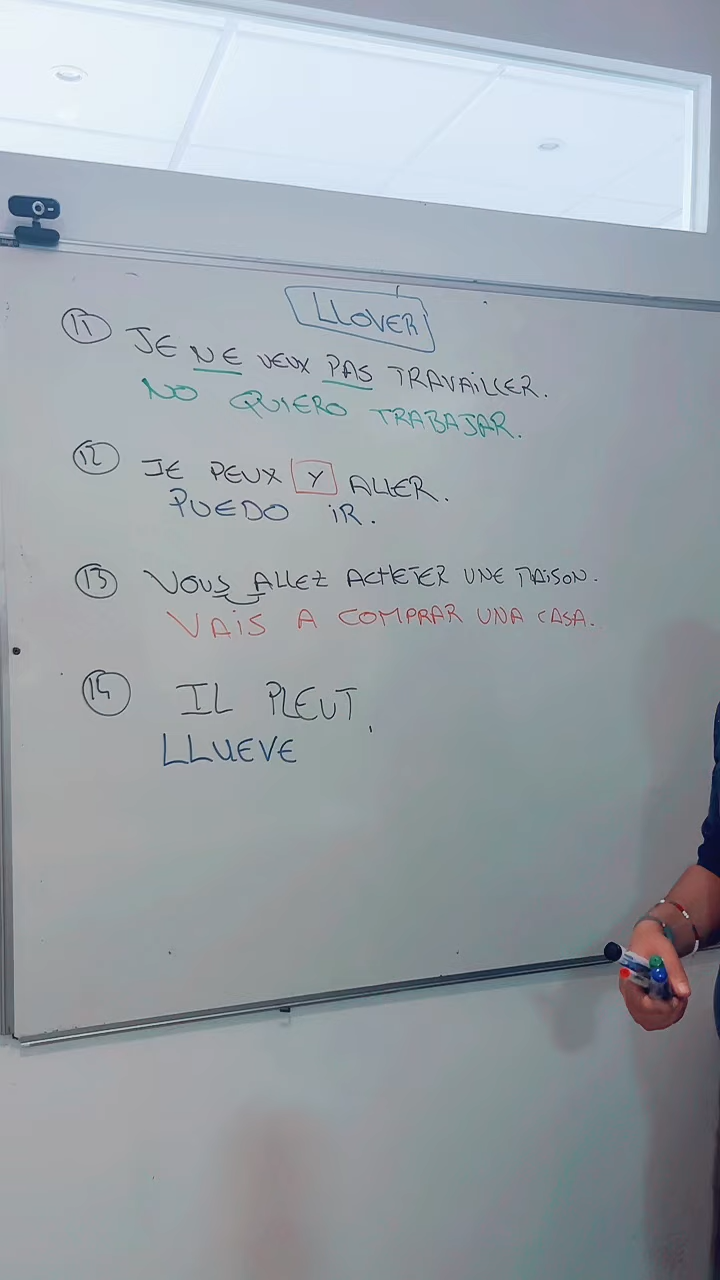 LLOVER
11 JE NE VEUX PAS TRAVAILLER.
NO QUIERO TRABAJAR.
12 JE PEUX Y ALLER.
PUEDO IR.
13 VOUS ALLEZ ACHETER UNE MAISON.
VAIS A COMPRAR UNA CASA.
14 IL PLEUT.
LLUEVE